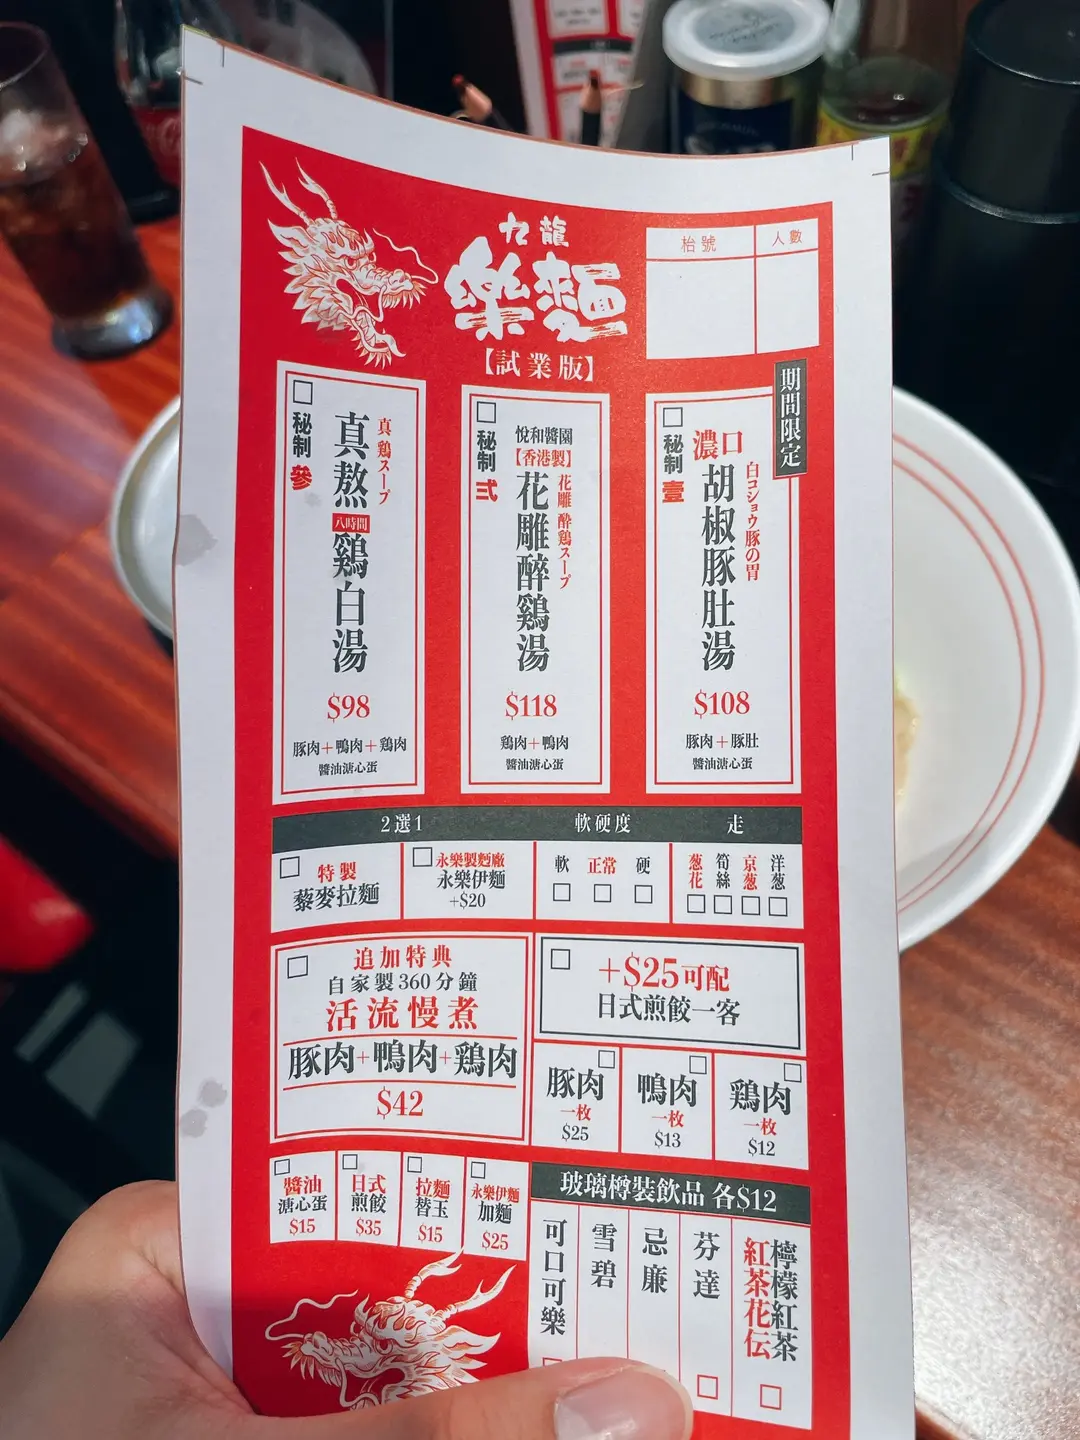 九龍
樂麵
【試業版】
枱號
人數
期間限定
秘制 參
真 鶏スープ
真熬
八時間
鷄白湯
$98
豚肉+鴨肉+鶏肉
醬油溏心蛋
秘制 弍
悅和醬園
【香港製】
花雕 酔鶏スープ
花雕醉鷄湯
$118
鶏肉+鴨肉
醬油溏心蛋
秘制 壹
濃口
白コショウ豚の胃
胡椒豚肚湯
$108
豚肉+豚肚
醬油溏心蛋
2選1
軟硬度
走
特製
藜麥拉麵
永樂製麪廠
永樂伊麵
+$20
軟
正常
硬
葱花
筍絲
京葱
洋葱
追加特典
自家製360分鐘
活流慢煮
豚肉+鴨肉+鶏肉
$42
+$25可配
日式煎餃一客
豚肉
一枚
$25
鴨肉
一枚
$13
鶏肉
一枚
$12
醬油
溏心蛋
$15
日式
煎餃
$35
拉麵
替玉
$15
永樂伊麵
加麵
$25
玻璃樽裝飲品 各$12
可口可樂
雪碧
忌廉
芬達
檸檬紅茶
紅茶花伝